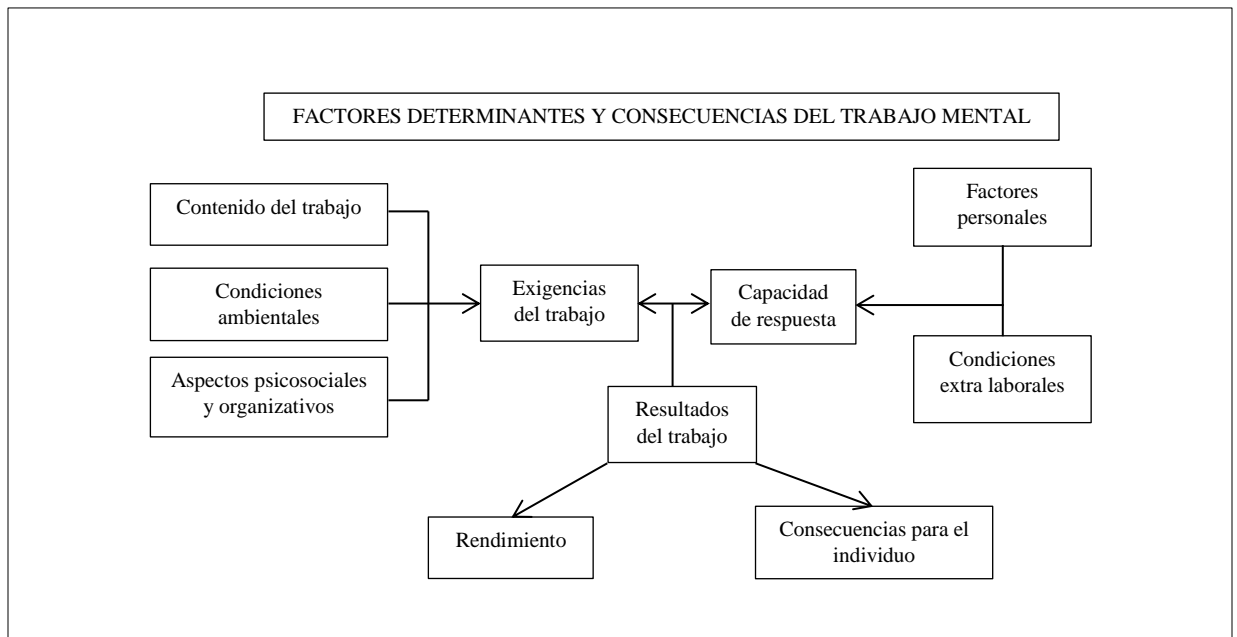 FACTORES DETERMINANTES Y CONSECUENCIAS DEL TRABAJO MENTAL
Contenido del trabajo
Condiciones
ambientales
Aspectos psicosociales
y organizativos
Exigencias
del trabajo
Capacidad
de respuesta
Factores
personales
Condiciones
extra laborales
Resultados
del trabajo
Rendimiento
Consecuencias para el
individuo